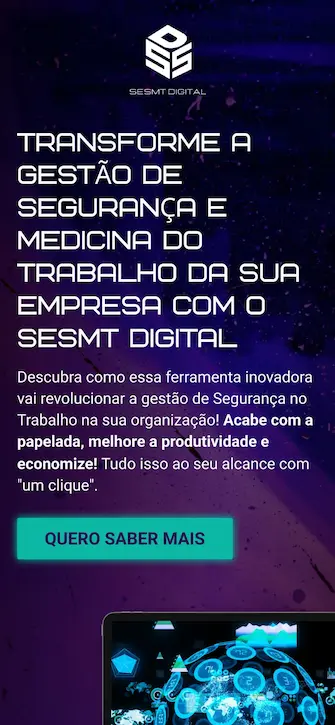 SESMT DIGITAL
TRANSFORME A
GESTÃO DE
SEGURANÇA E
MEDICINA DO
TRABALHO DA SUA
EMPRESA COM O
SESMT DIGITAL
Descubra como essa ferramenta inovadora
vai revolucionar a gestão de Segurança no
Trabalho na sua organização! Acabe com a
papelada, melhore a produtividade e
economize! Tudo isso ao seu alcance com
"um clique".
QUERO SABER MAIS